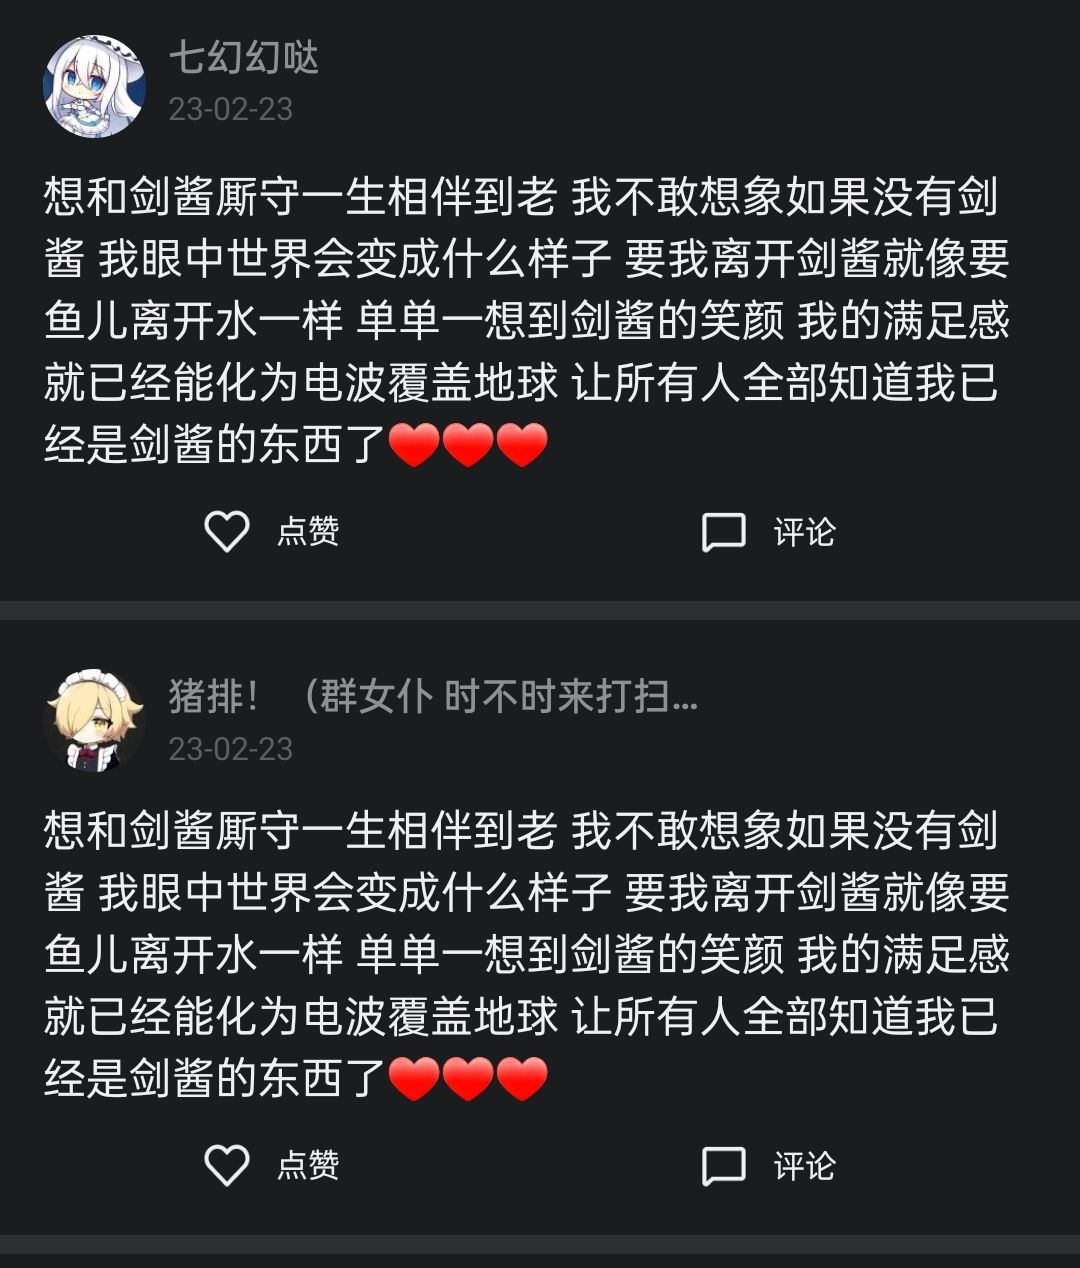 七幻幻哒
23-02-23
想和剑酱厮守一生相伴到老 我不敢想象如果没有剑
酱 我眼中世界会变成什么样子 要我离开剑酱就像要
鱼儿离开水一样 单单一想到剑酱的笑颜 我的满足感
就已经能化为电波覆盖地球 让所有人全部知道我已
经是剑酱的东西了❤️❤️❤️
点赞
评论
猪排！（群女仆 时不时来打扫...
23-02-23
想和剑酱厮守一生相伴到老 我不敢想象如果没有剑
酱 我眼中世界会变成什么样子 要我离开剑酱就像要
鱼儿离开水一样 单单一想到剑酱的笑颜 我的满足感
就已经能化为电波覆盖地球 让所有人全部知道我已
经是剑酱的东西了❤️❤️❤️
点赞
评论